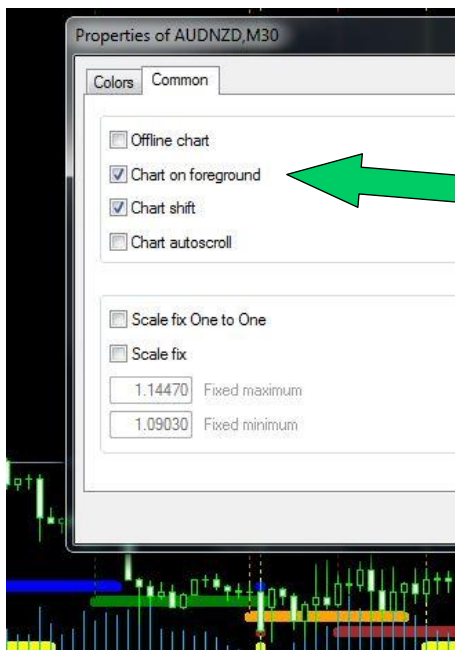 Properties of AUDNZD,M30
Colors Common
Offline chart
Chart on foreground
Chart shift
Chart autoscroll
Scale fix One to One
Scale fix
1.14470 Fixed maximum
1.09030 Fixed minimum